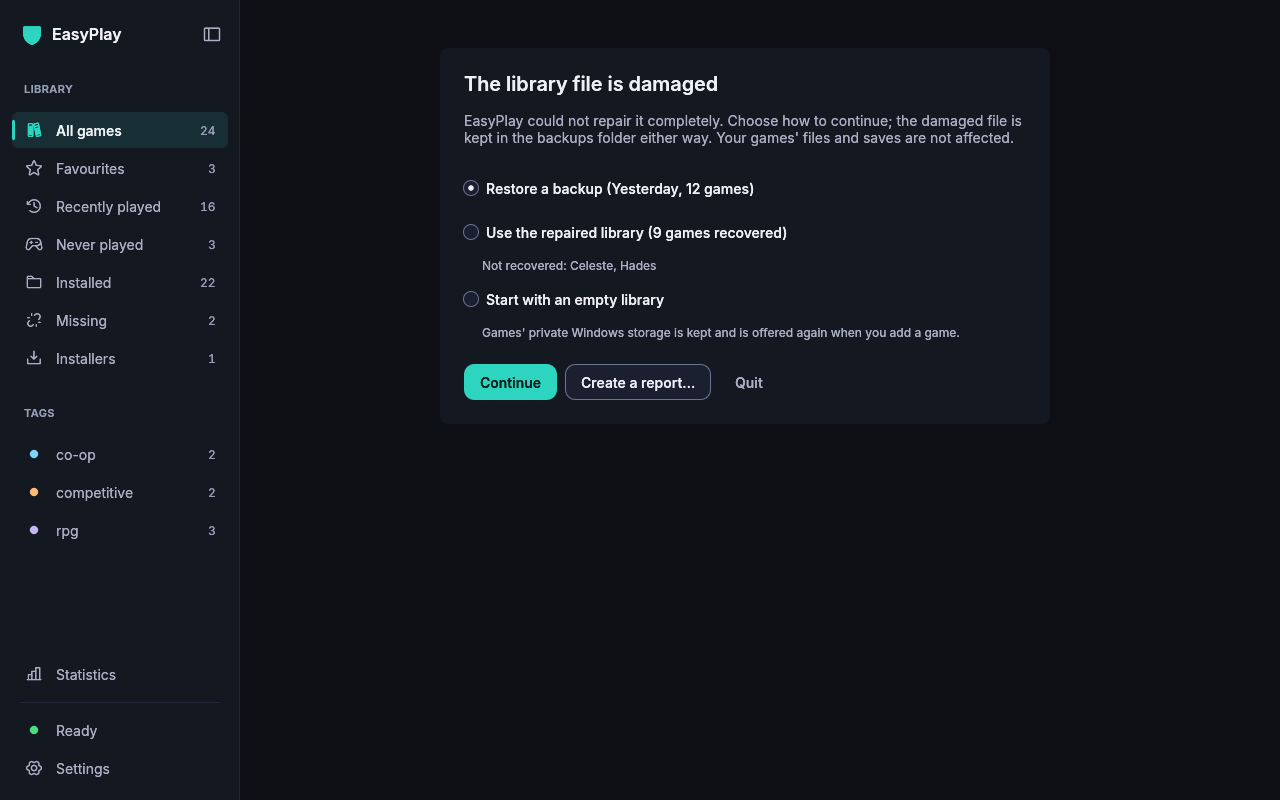 EasyPlay
LIBRARY
All games 24
Favourites 3
Recently played 16
Never played 3
Installed 22
Missing 2
Installers 1
TAGS
co-op 2
competitive 2
rpg 3
Statistics
Ready
Settings
The library file is damaged
EasyPlay could not repair it completely. Choose how to continue; the damaged file is
kept in the backups folder either way. Your games' files and saves are not affected.
Restore a backup (Yesterday, 12 games)
Use the repaired library (9 games recovered)
Not recovered: Celeste, Hades
Start with an empty library
Games' private Windows storage is kept and is offered again when you add a game.
Continue Create a report... Quit